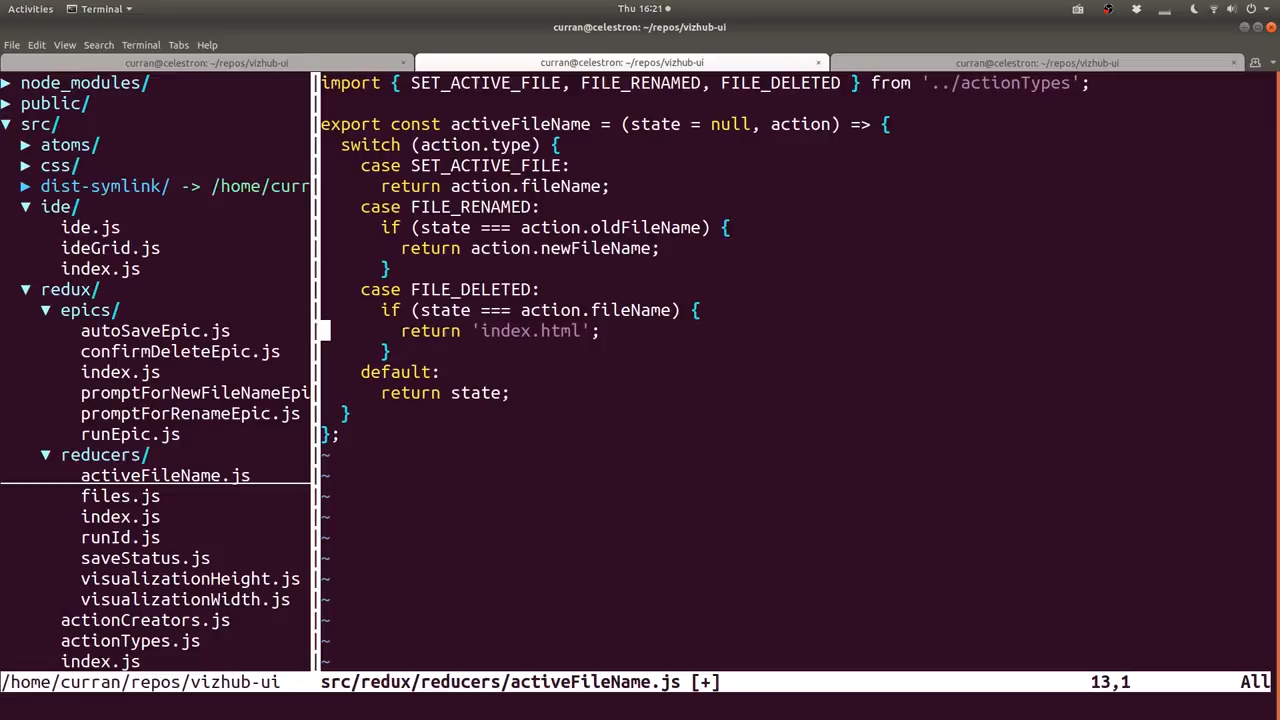 Activities Terminal Thu 16:21
curran@celestron: ~/repos/vizhub-ui
File Edit View Search Terminal Tabs Help
curran@celestron: ~/repos/vizhub-ui × curran@celestron: ~/repos/vizhub-ui × curran@celestron: ~/repos/vizhub-ui ×
▶ node_modules/
▶ public/
▼ src/
▶ atoms/
▶ css/
▶ dist-symlink/ -> /home/curr
▼ ide/
ide.js
ideGrid.js
index.js
▼ redux/
▼ epics/
autoSaveEpic.js
confirmDeleteEpic.js
index.js
promptForNewFileNameEpi
promptForRenameEpic.js
runEpic.js
▼ reducers/
activeFileName.js
files.js
index.js
runId.js
saveStatus.js
visualizationHeight.js
visualizationWidth.js
actionCreators.js
actionTypes.js
index.js
/home/curran/repos/vizhub-ui
import { SET_ACTIVE_FILE, FILE_RENAMED, FILE_DELETED } from '../actionTypes';
export const activeFileName = (state = null, action) => {
switch (action.type) {
case SET_ACTIVE_FILE:
return action.fileName;
case FILE_RENAMED:
if (state === action.oldFileName) {
return action.newFileName;
}
case FILE_DELETED:
if (state === action.fileName) {
return 'index.html';
}
default:
return state;
}
};
~
~
~
~
~
~
~
~
~
~
~
src/redux/reducers/activeFileName.js [+] 13,1 All